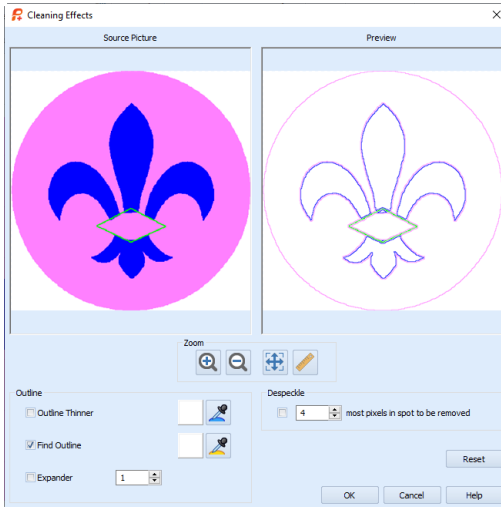 Cleaning Effects
Source Picture
Preview
Zoom
Outline
Outline Thinner
Find Outline
Expander
1
Despeckle
4 most pixels in spot to be removed
Reset
OK Cancel Help